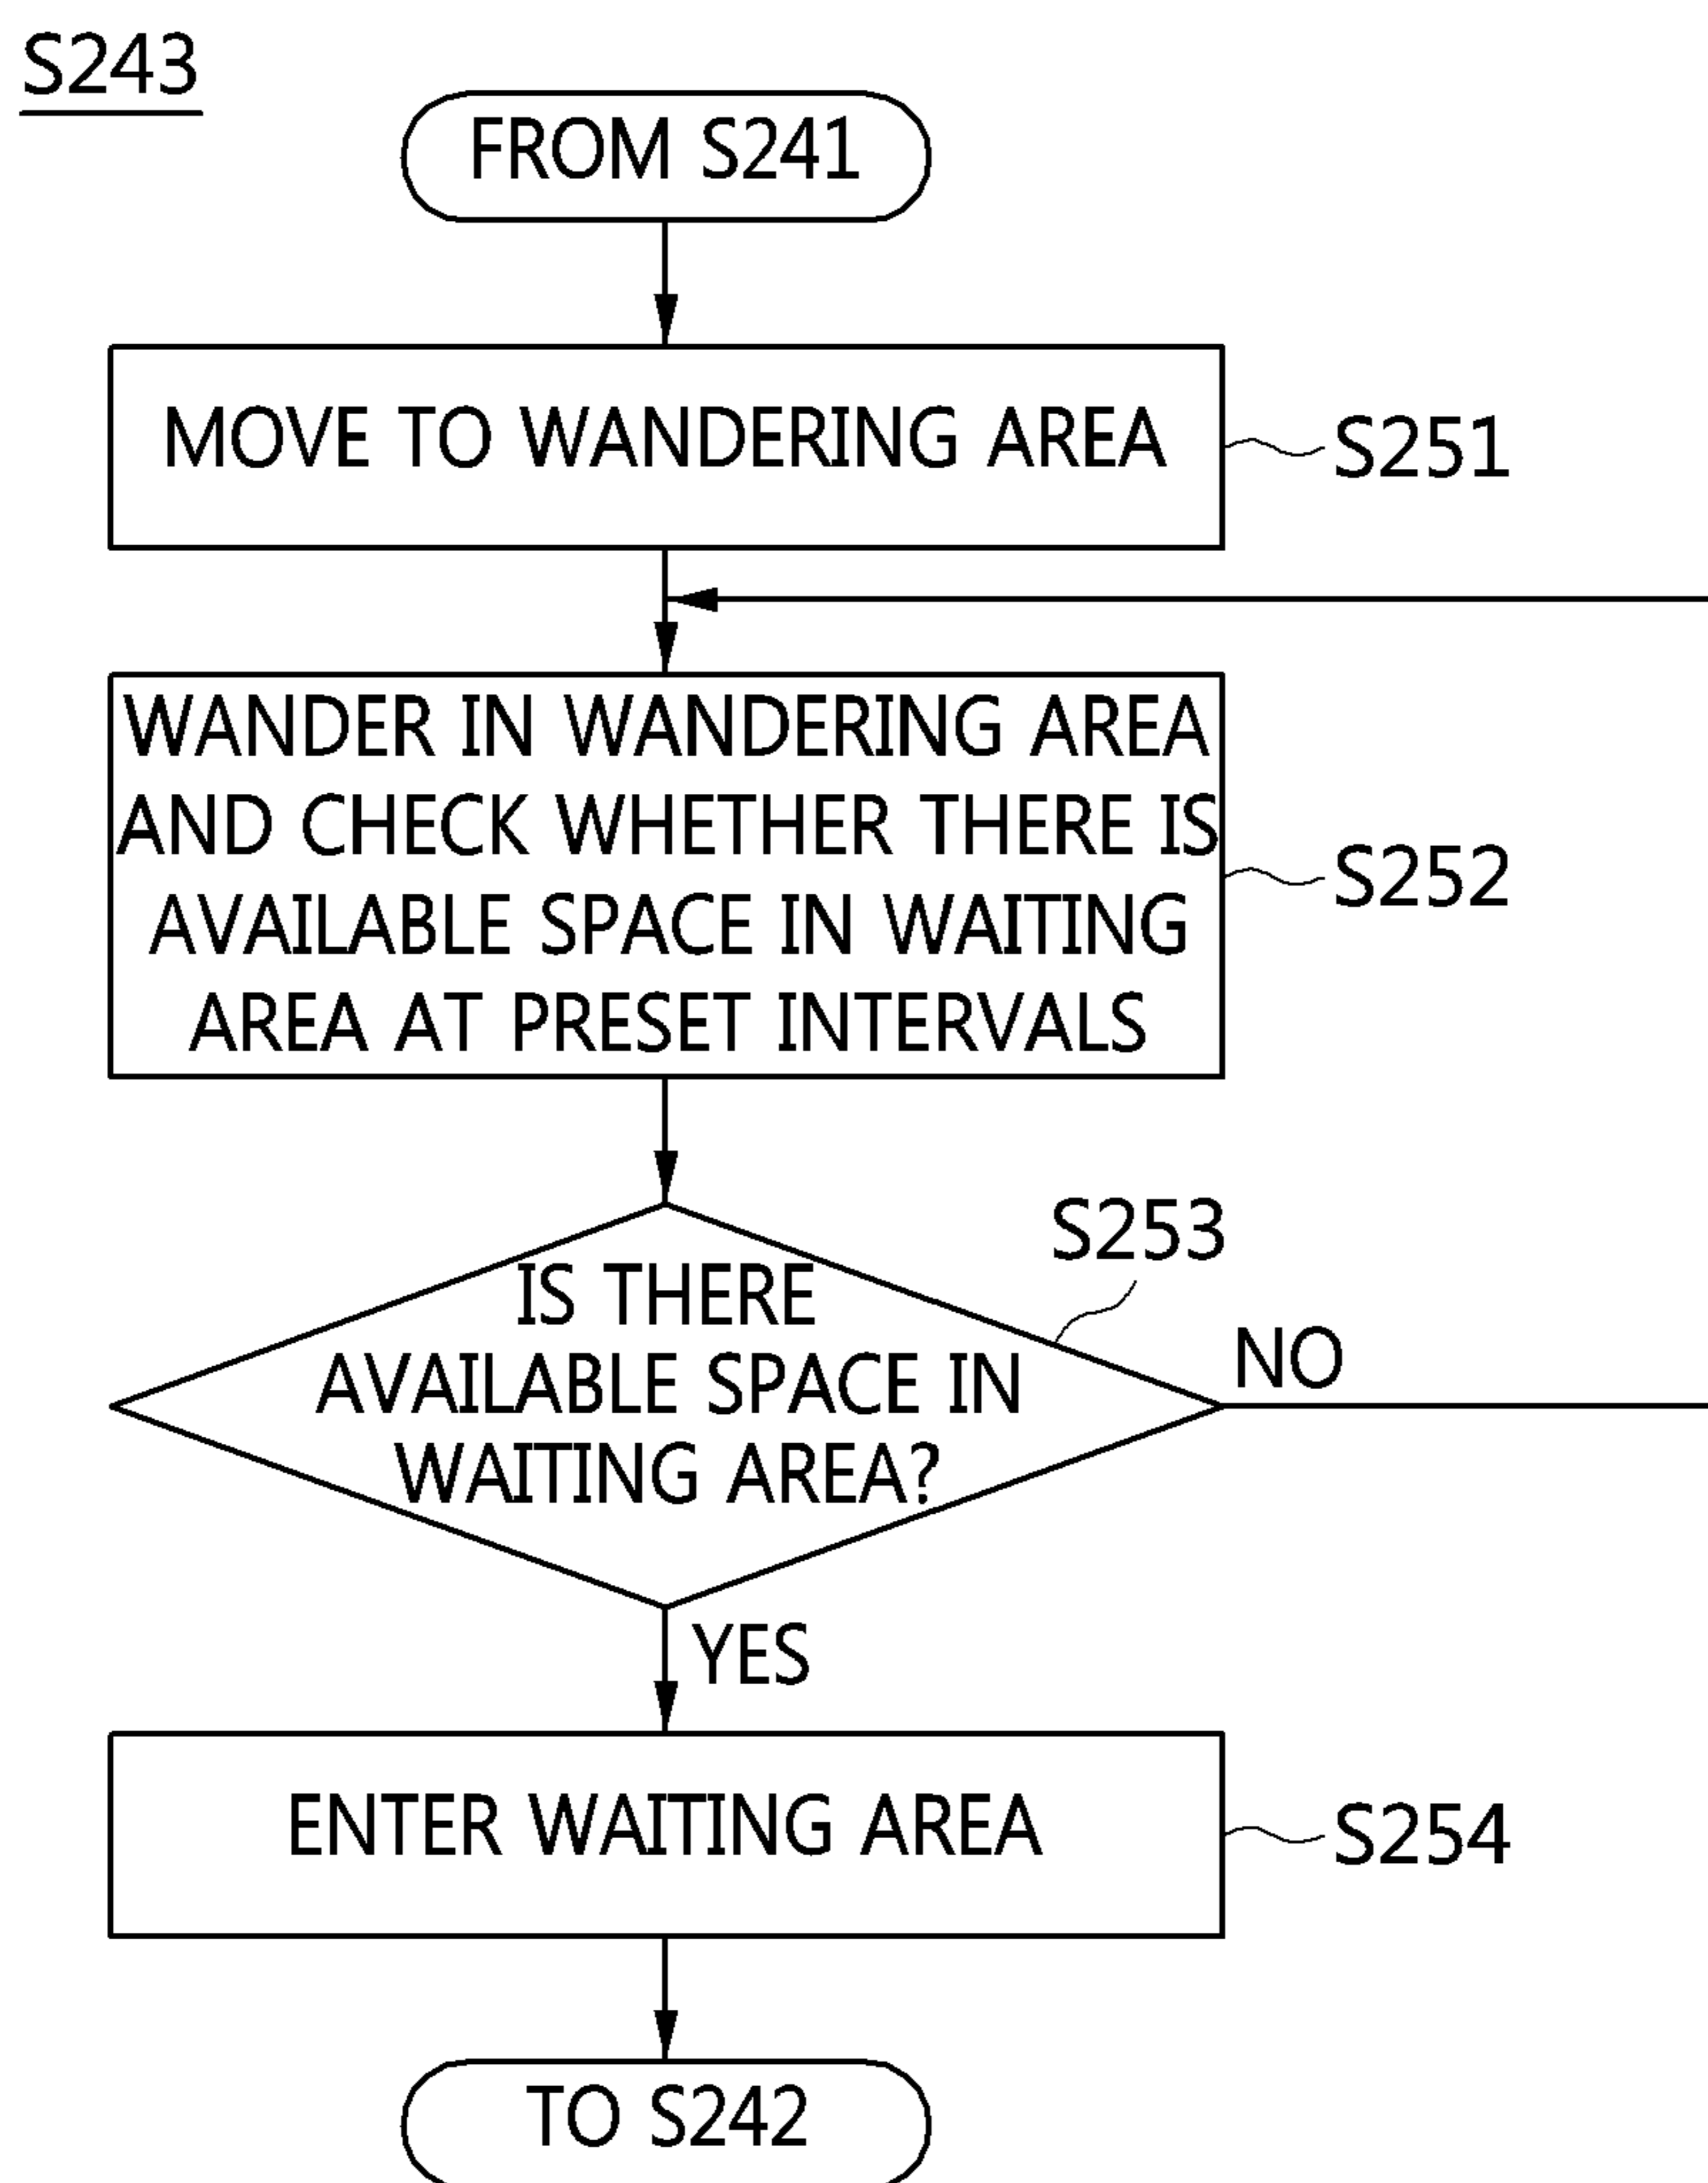 S243
FROM S241
MOVE TO WANDERING AREA
S251
WANDER IN WANDERING AREA
AND CHECK WHETHER THERE IS
AVAILABLE SPACE IN WAITING
AREA AT PRESET INTERVALS
S252
S253
IS THERE
AVAILABLE SPACE IN
WAITING AREA?
NO
YES
ENTER WAITING AREA
S254
TO S242